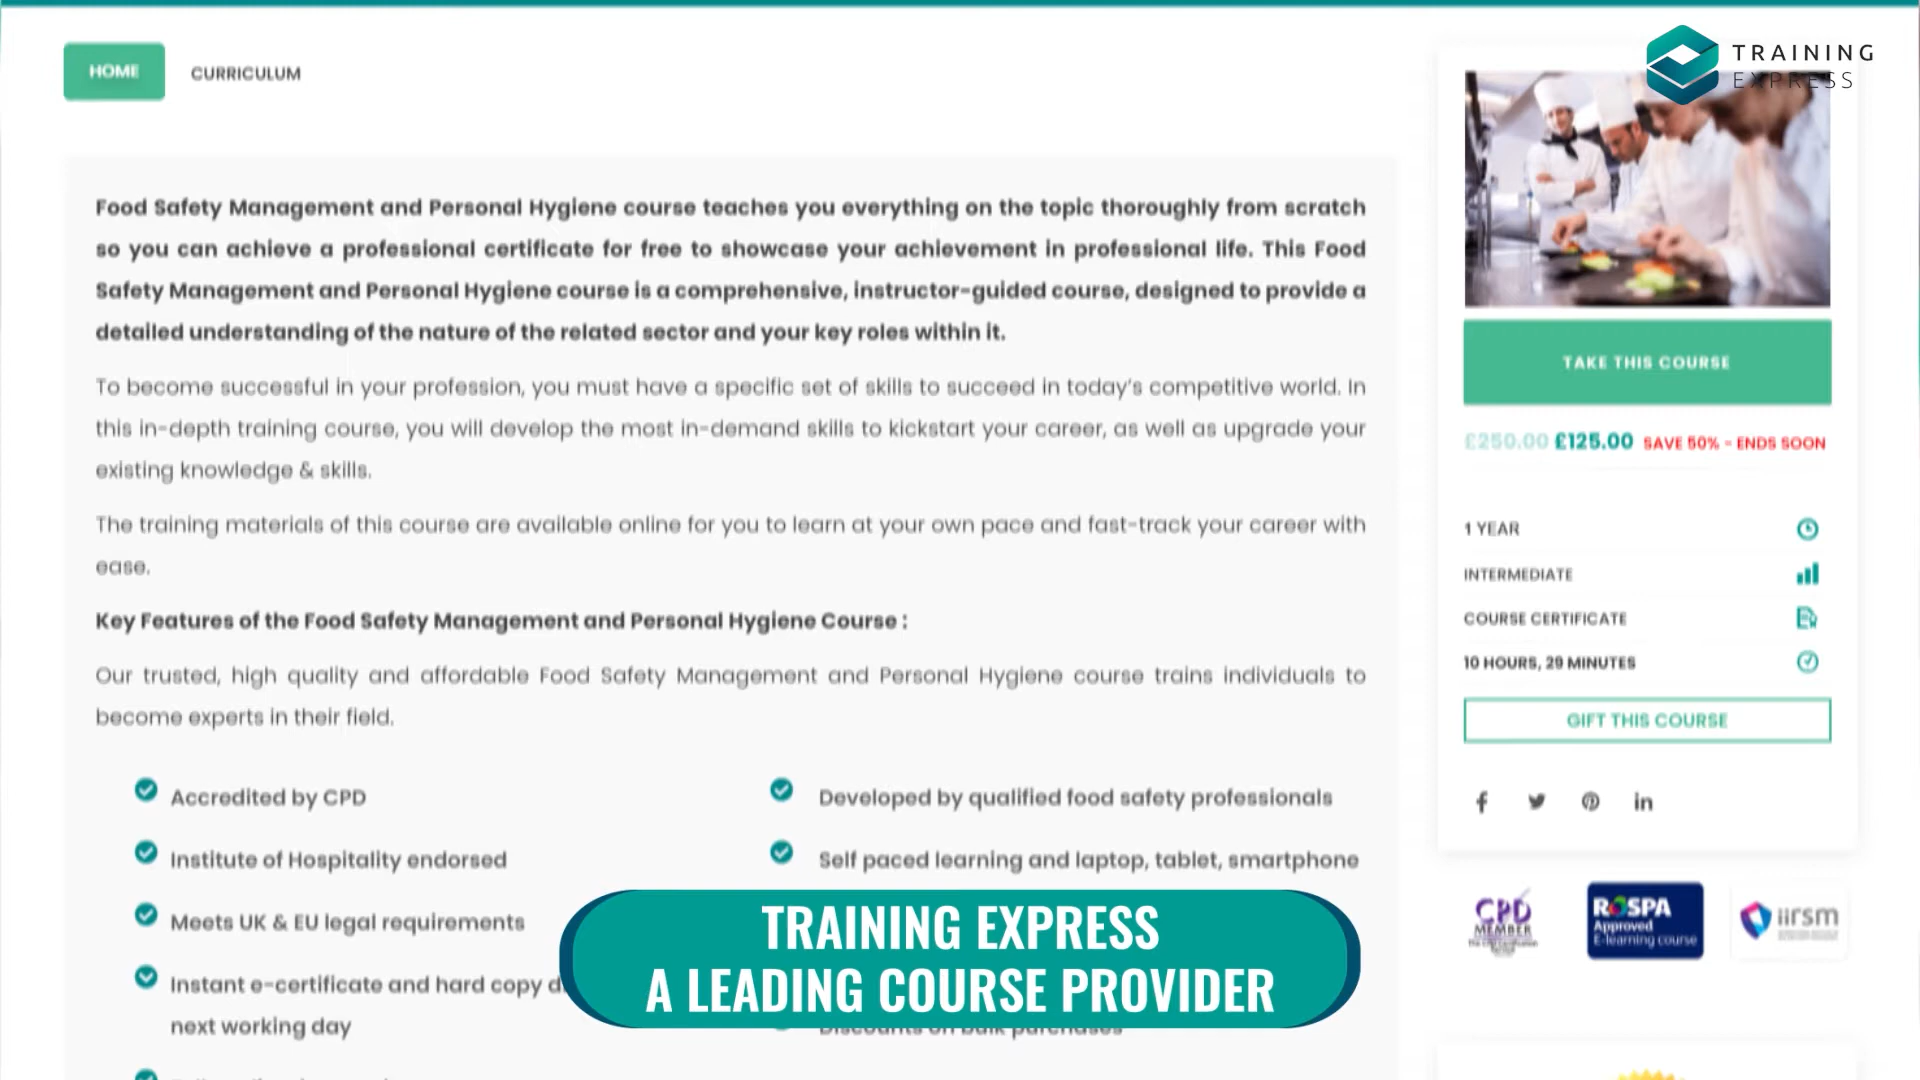 HOME
CURRICULUM
TRAINING
EXPRESS
Food Safety Management and Personal Hygiene course teaches you everything on the topic thoroughly from scratch
so you can achieve a professional certificate for free to showcase your achievement in professional life. This Food
Safety Management and Personal Hygiene course is a comprehensive, instructor-guided course, designed to provide a
detailed understanding of the nature of the related sector and your key roles within it.
To become successful in your profession, you must have a specific set of skills to succeed in today's competitive world. In
this in-depth training course, you will develop the most in-demand skills to kickstart your career, as well as upgrade your
existing knowledge & skills.
The training materials of this course are available online for you to learn at your own pace and fast-track your career with
ease.
Key Features of the Food Safety Management and Personal Hygiene Course :
Our trusted, high quality and affordable Food Safety Management and Personal Hygiene course trains individuals to
become experts in their field.
Accredited by CPD
Institute of Hospitality endorsed
Meets UK & EU legal requirements
Instant e-certificate and hard copy
next working day
Developed by qualified food safety professionals
Self paced learning and laptop, tablet, smartphone
Discounts on bulk purchases
TRAINING EXPRESS
A LEADING COURSE PROVIDER
TAKE THIS COURSE
£250.00 £125.00 SAVE 50% - ENDS SOON
1 YEAR
INTERMEDIATE
COURSE CERTIFICATE
10 HOURS, 29 MINUTES
GIFT THIS COURSE
CPD
MEMBER
RoSPA
Approved
E-learning course
iirsm